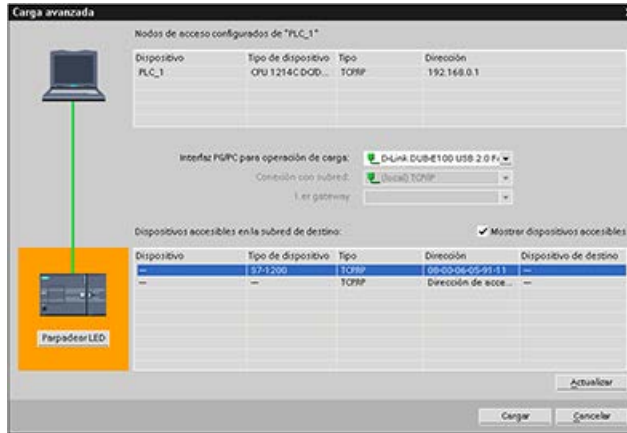 Carga avanzada
Nodos de acceso configurados de "PLC_1"
Dispositivo Tipo de dispositivo Tipo Dirección
PLC_1 CPU 1214C DC/D... TCP/IP 192.168.0.1
Interfaz PG/PC para operación de carga: D-Link DUB-E100 USB 2.0 F
Conexión con subred: (local) TCP/IP
1.er gateway
Dispositivos accesibles en la subred de destino: Mostrar dispositivos accesibles
Dispositivo Tipo de dispositivo Tipo Dirección Dispositivo de destino
— S7-1200 TCP/IP 08-00-06-05-91-11 —
— — TCP/IP Dirección de acce... —
Parpadear LED
Actualizar
Cargar Cancelar